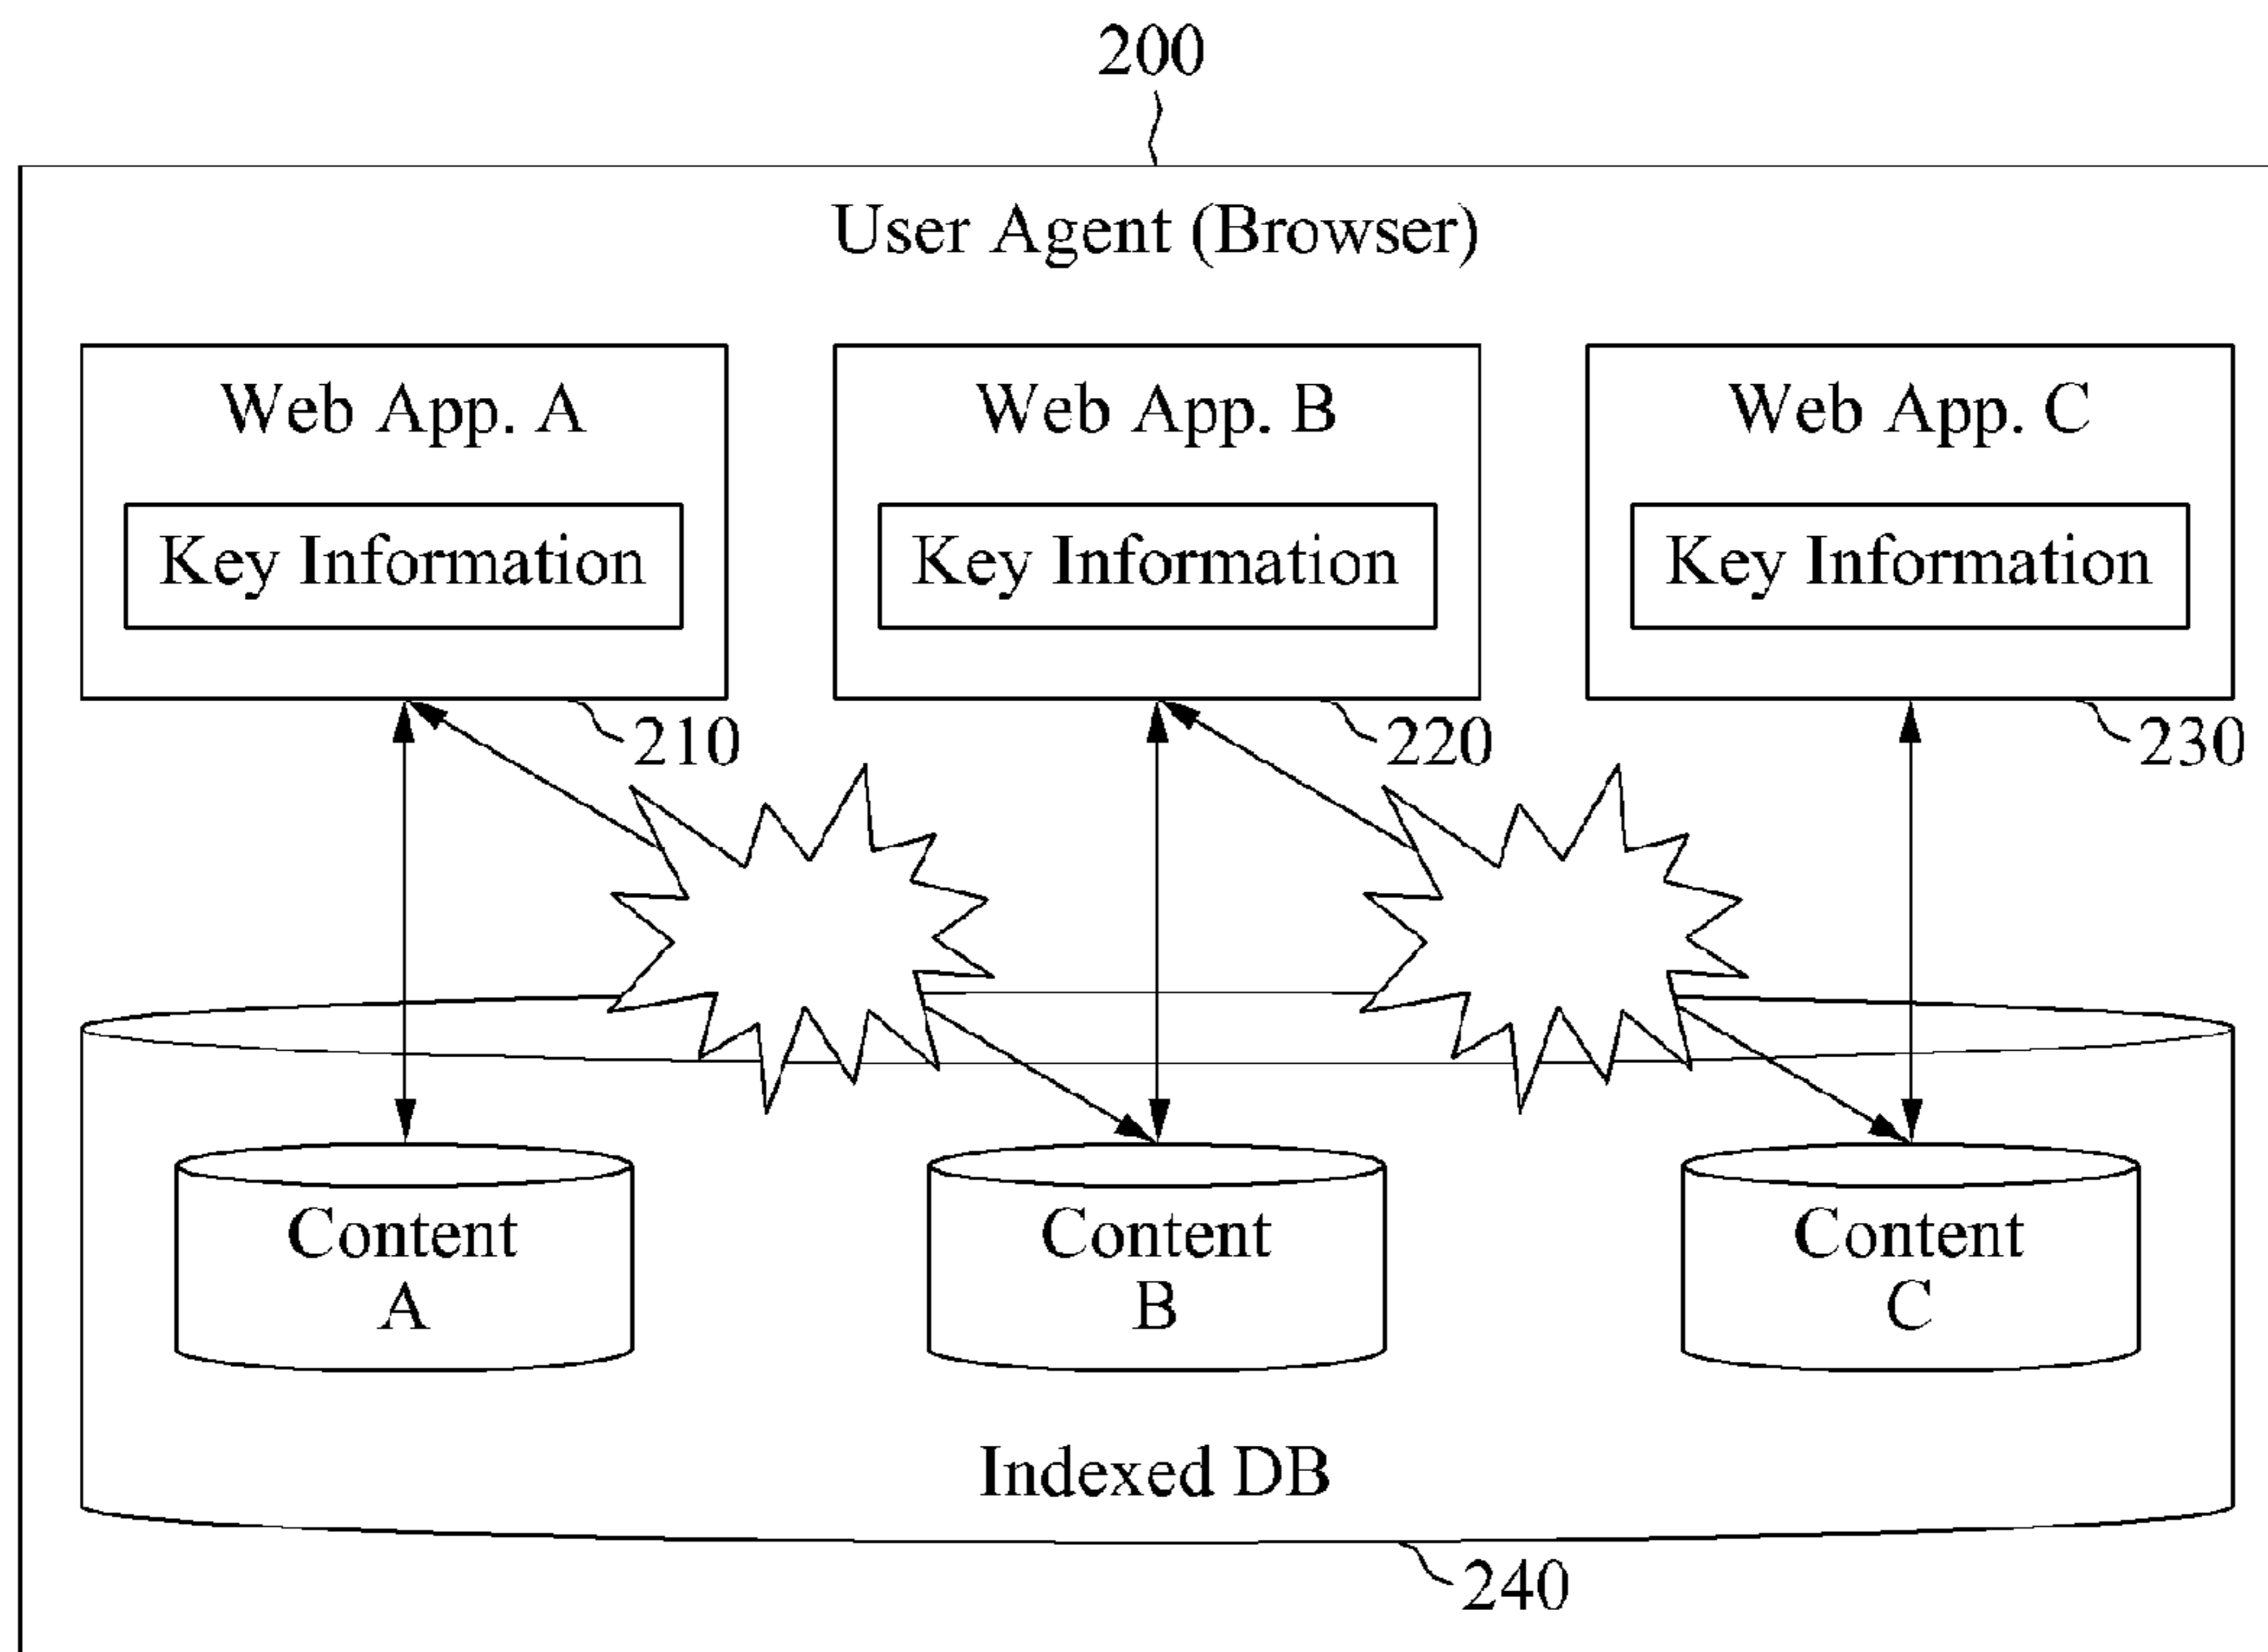 200
User Agent (Browser)
Web App. A
Web App. B
Web App. C
Key Information
Key Information
Key Information
210
220
230
Content
A
Content
B
Content
C
Indexed DB
240